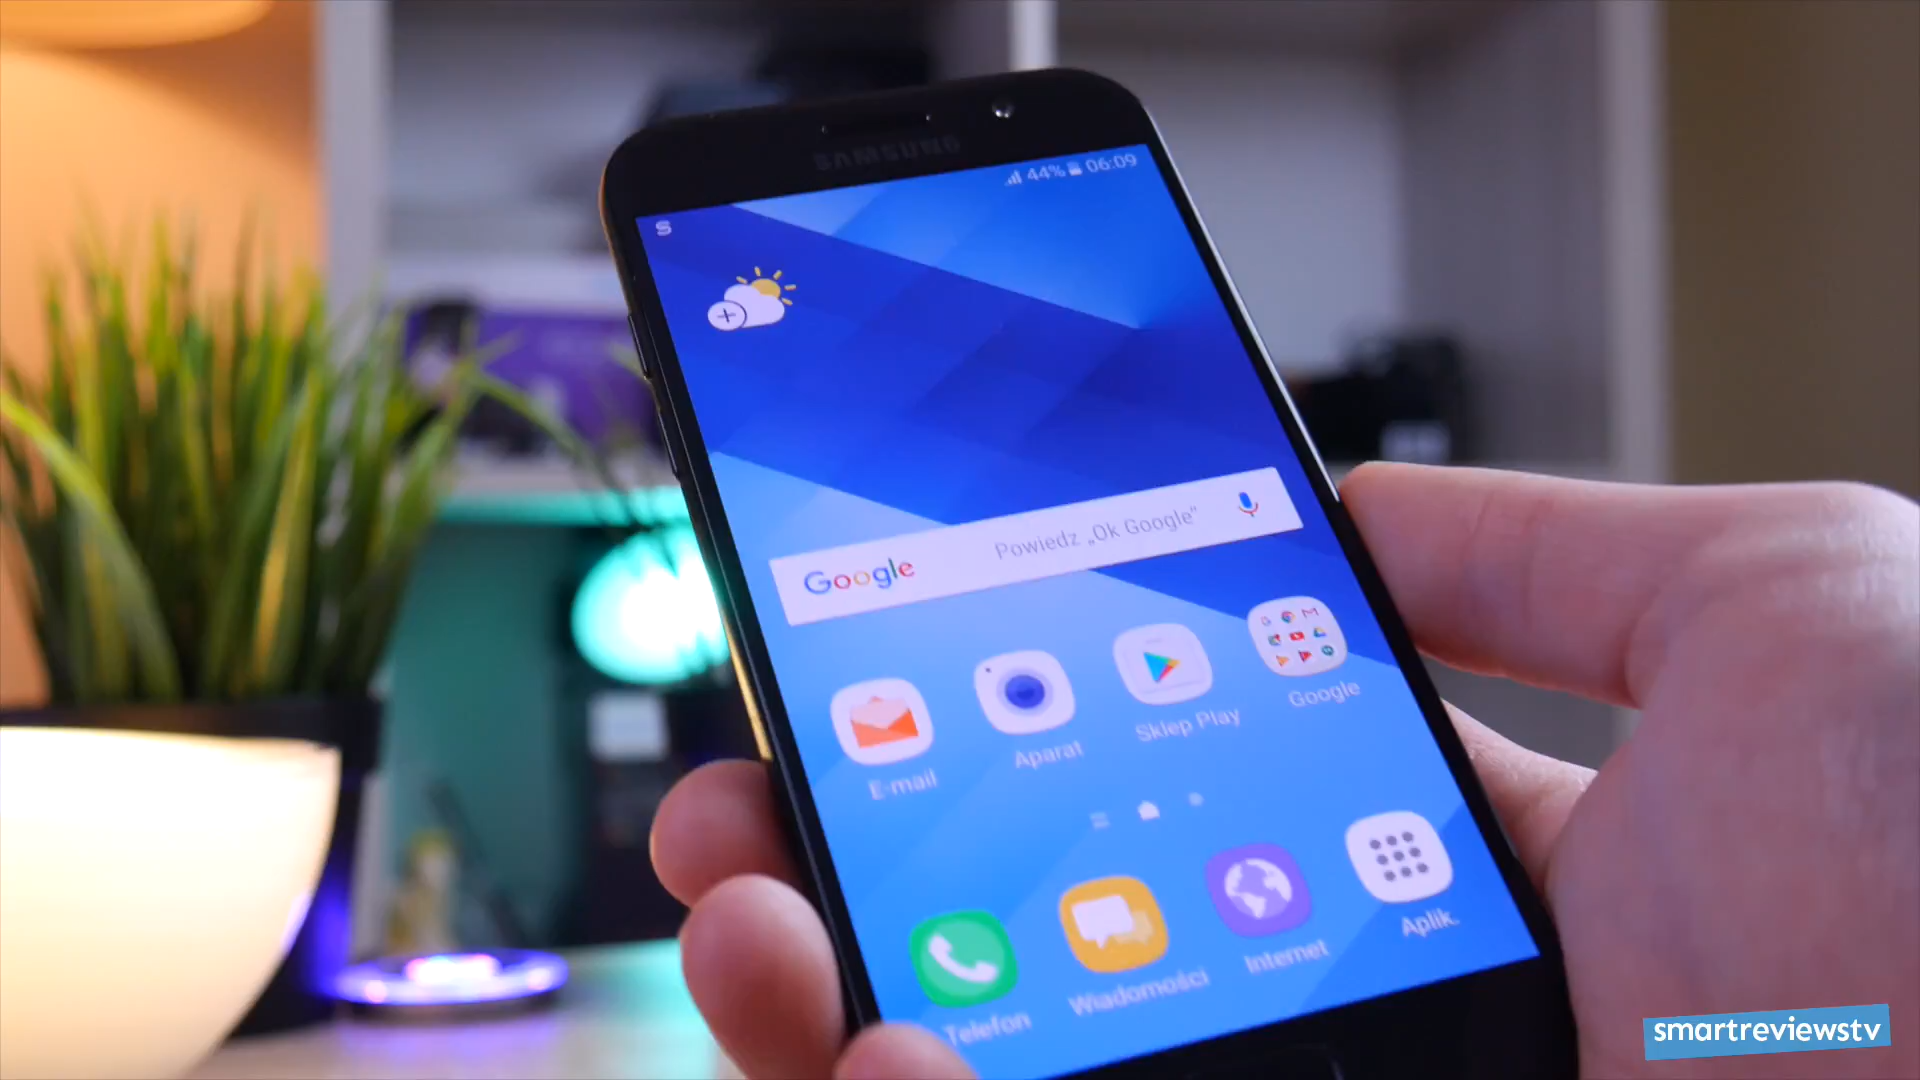 SAMSUNG
44% 06:09
S
Google Powiedz „Ok Google”
E-mail
Aparat
Sklep Play
Google
Telefon
Wiadomości
Internet
Aplik.
smartreviewstv